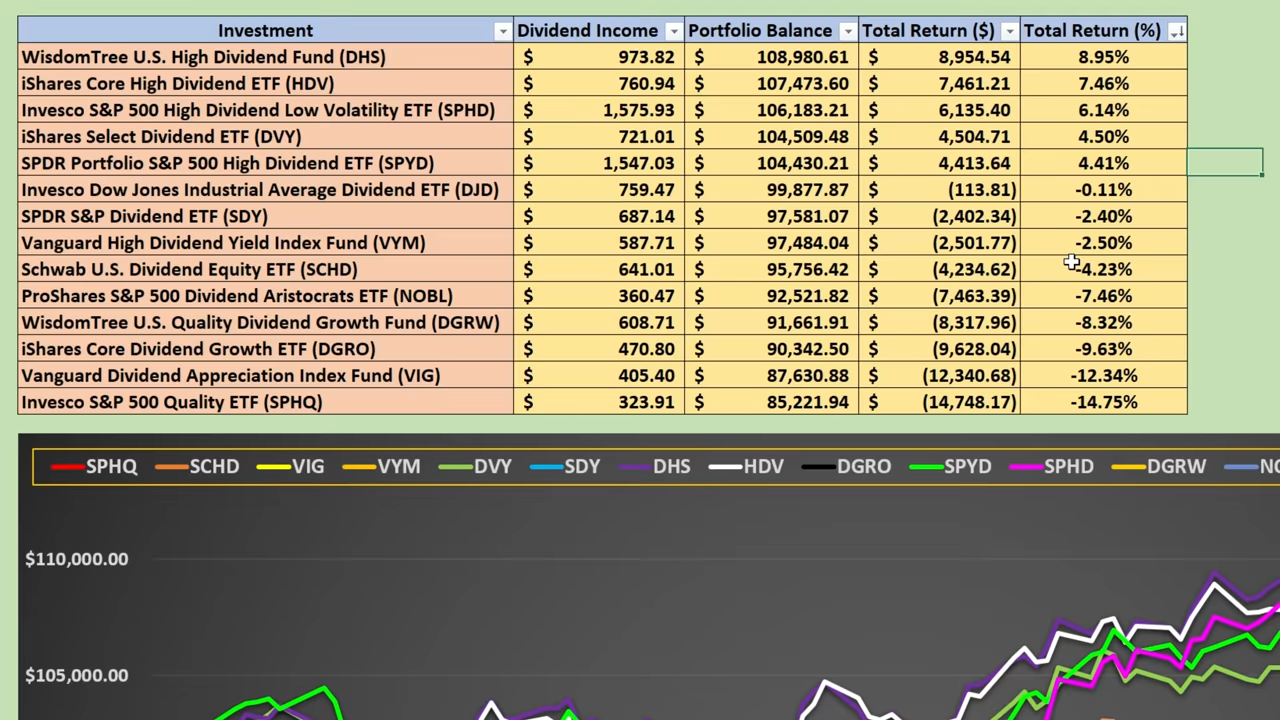 Investment Dividend Income Portfolio Balance Total Return ($) Total Return (%)
WisdomTree U.S. High Dividend Fund (DHS) $ 973.82 $ 108,980.61 $ 8,954.54 8.95%
iShares Core High Dividend ETF (HDV) $ 760.94 $ 107,473.60 $ 7,461.21 7.46%
Invesco S&P 500 High Dividend Low Volatility ETF (SPHD) $ 1,575.93 $ 106,183.21 $ 6,135.40 6.14%
iShares Select Dividend ETF (DVY) $ 721.01 $ 104,509.48 $ 4,504.71 4.50%
SPDR Portfolio S&P 500 High Dividend ETF (SPYD) $ 1,547.03 $ 104,430.21 $ 4,413.64 4.41%
Invesco Dow Jones Industrial Average Dividend ETF (DJD) $ 759.47 $ 99,877.87 $ (113.81) -0.11%
SPDR S&P Dividend ETF (SDY) $ 687.14 $ 97,581.07 $ (2,402.34) -2.40%
Vanguard High Dividend Yield Index Fund (VYM) $ 587.71 $ 97,484.04 $ (2,501.77) -2.50%
Schwab U.S. Dividend Equity ETF (SCHD) $ 641.01 $ 95,756.42 $ (4,234.62) -4.23%
ProShares S&P 500 Dividend Aristocrats ETF (NOBL) $ 360.47 $ 92,521.82 $ (7,463.39) -7.46%
WisdomTree U.S. Quality Dividend Growth Fund (DGRW) $ 608.71 $ 91,661.91 $ (8,317.96) -8.32%
iShares Core Dividend Growth ETF (DGRO) $ 470.80 $ 90,342.50 $ (9,628.04) -9.63%
Vanguard Dividend Appreciation Index Fund (VIG) $ 405.40 $ 87,630.88 $ (12,340.68) -12.34%
Invesco S&P 500 Quality ETF (SPHQ) $ 323.91 $ 85,221.94 $ (14,748.17) -14.75%
SPHQ SCHD VIG VYM DVY SDY DHS HDV DGRO SPYD SPHD DGRW
$110,000.00
$105,000.00